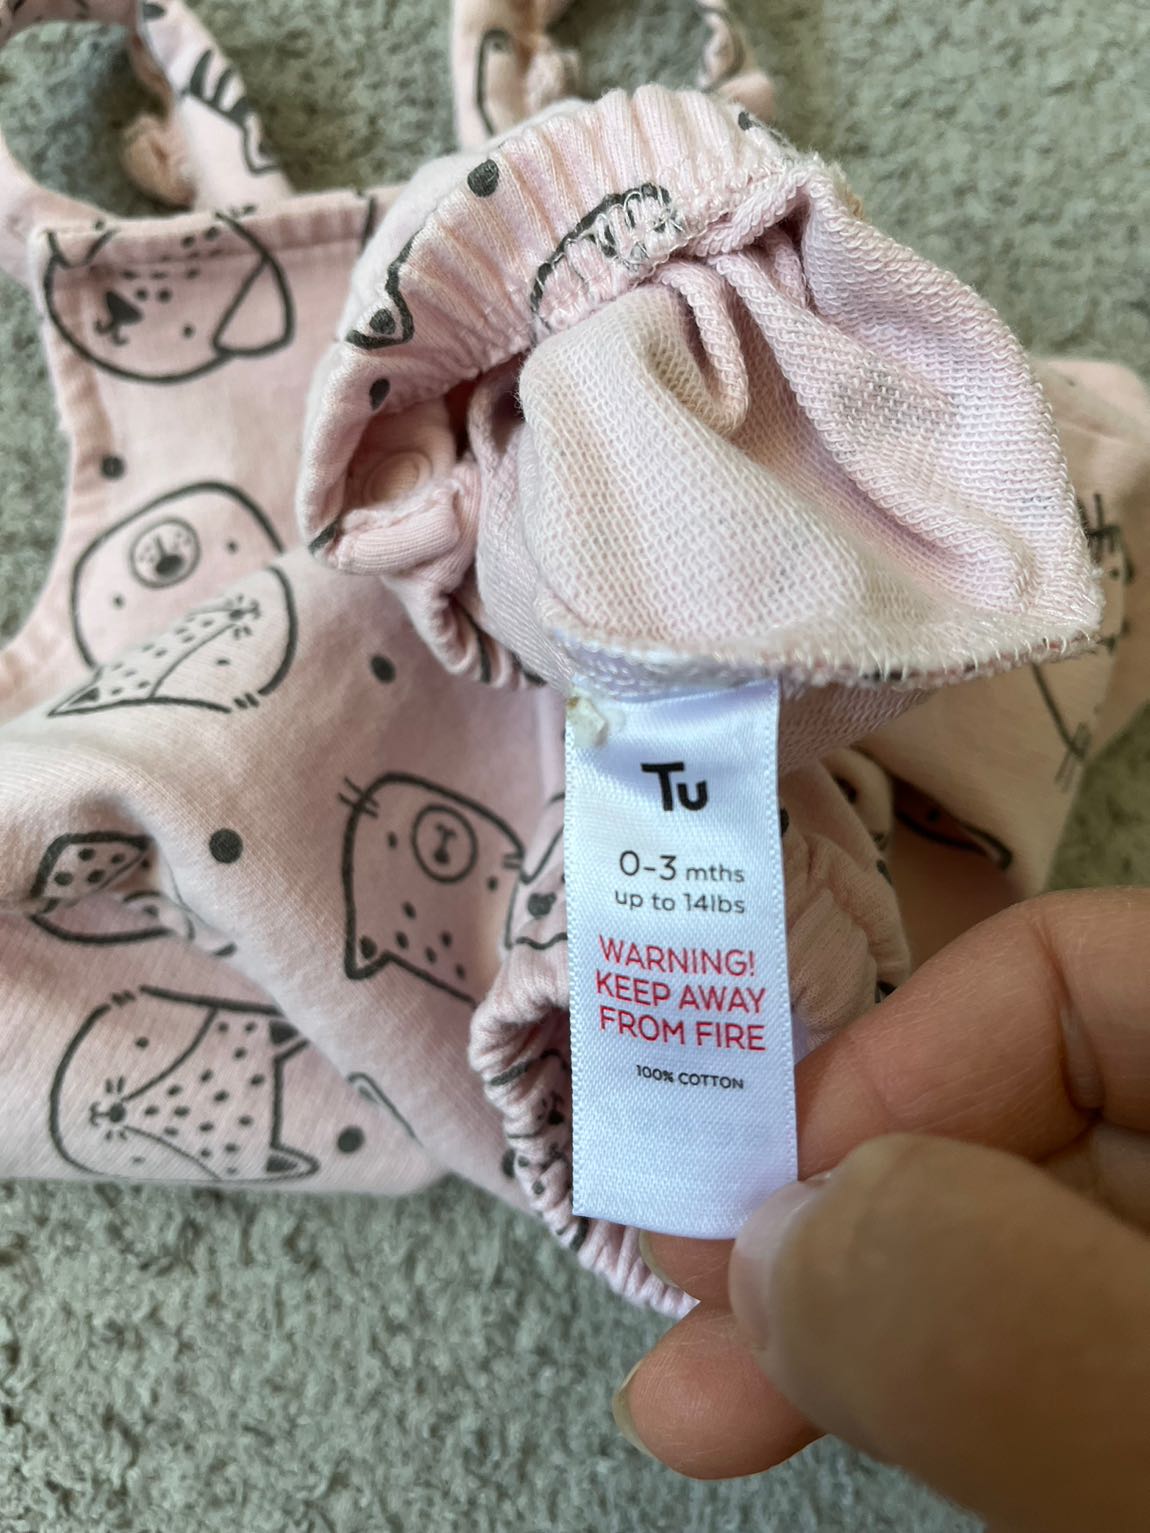 Tu
0-3 mths
up to 14lbs
WARNING!
KEEP AWAY
FROM FIRE
100% COTTON